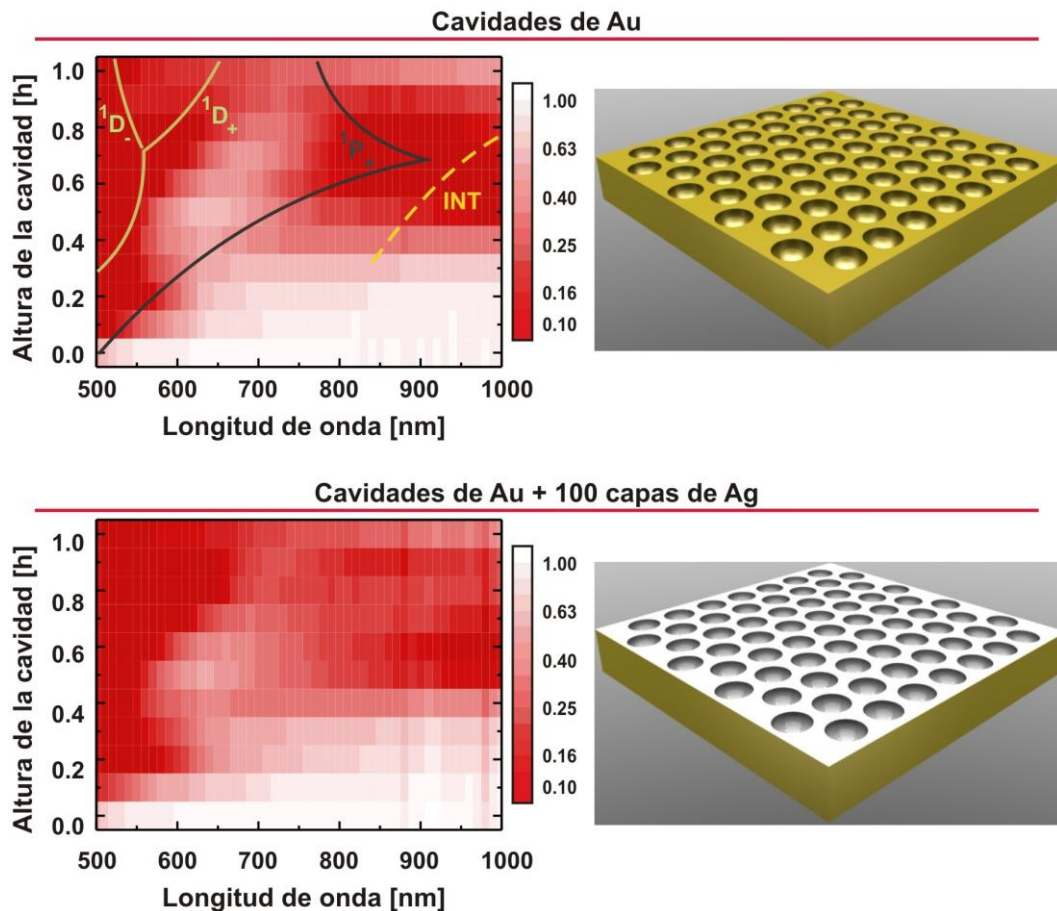 Cavidades de Au
Altura de la cavidad [h]
1.0
0.8
0.6
0.4
0.2
0.0
¹D₋
¹D₊
¹P₊
INT
1.00
0.63
0.40
0.25
0.16
0.10
500 600 700 800 900 1000
Longitud de onda [nm]
Cavidades de Au + 100 capas de Ag
Altura de la cavidad [h]
1.0
0.8
0.6
0.4
0.2
0.0
1.00
0.63
0.40
0.25
0.16
0.10
500 600 700 800 900 1000
Longitud de onda [nm]